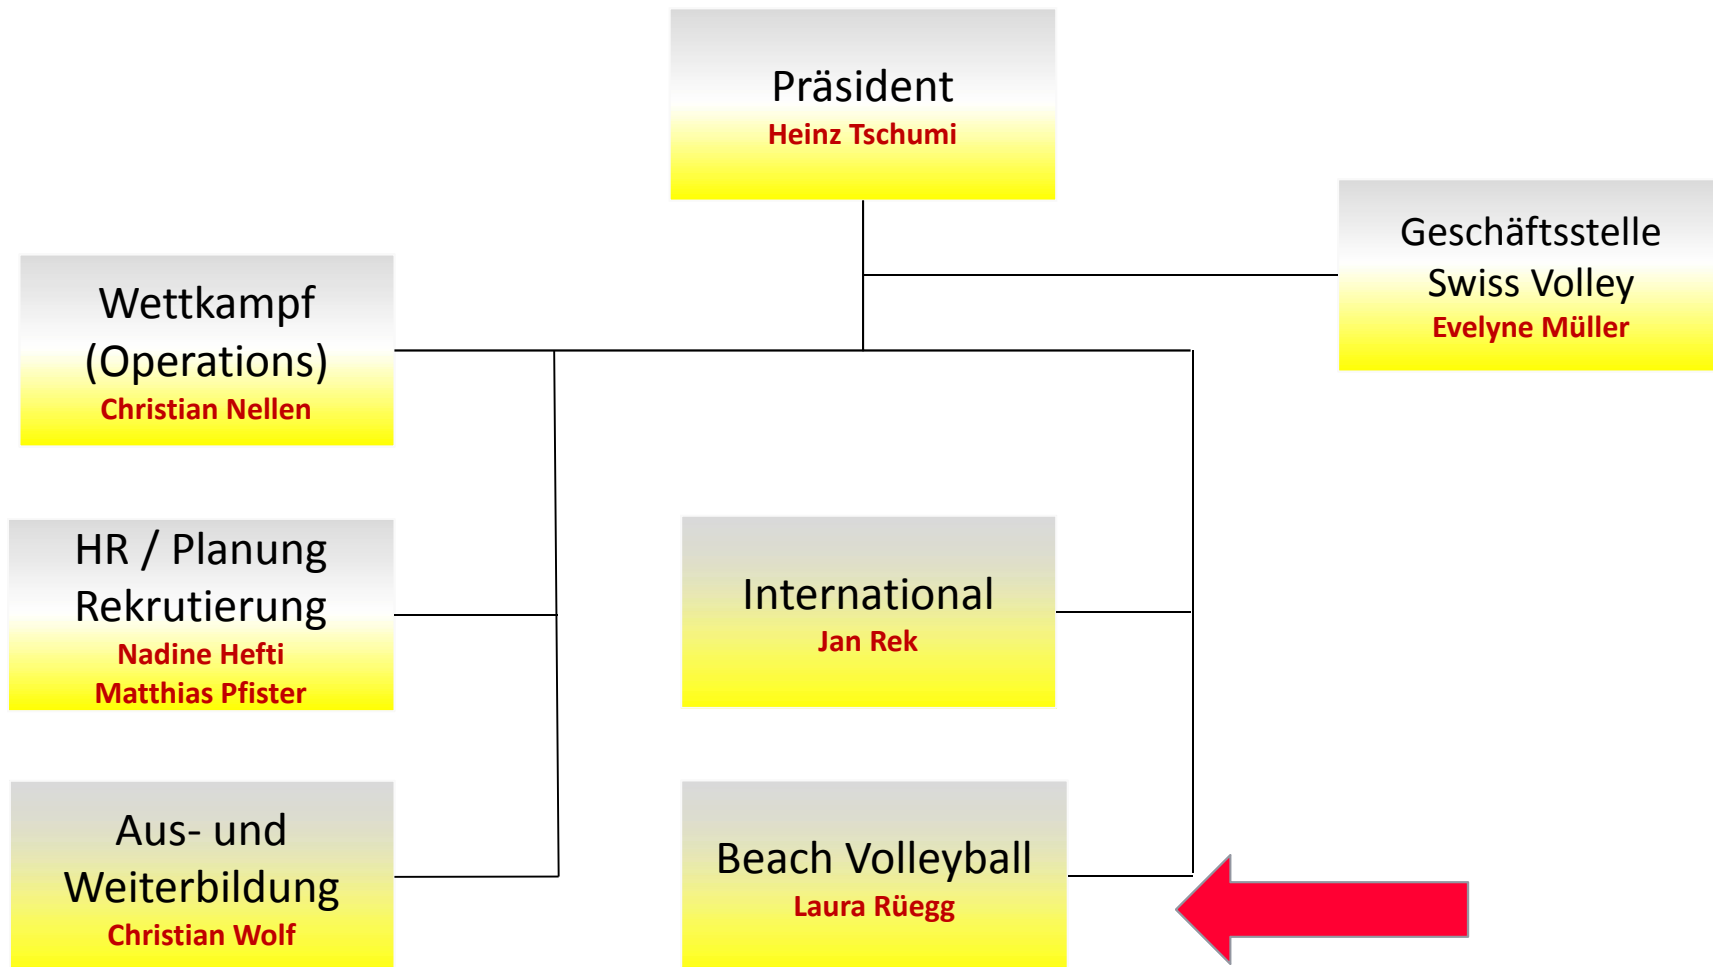 Präsident
Heinz Tschumi
Geschäftsstelle
Swiss Volley
Evelyne Müller
Wettkampf
(Operations)
Christian Nellen
HR / Planung
Rekrutierung
Nadine Hefti
Matthias Pfister
International
Jan Rek
Aus- und
Weiterbildung
Christian Wolf
Beach Volleyball
Laura Rüegg